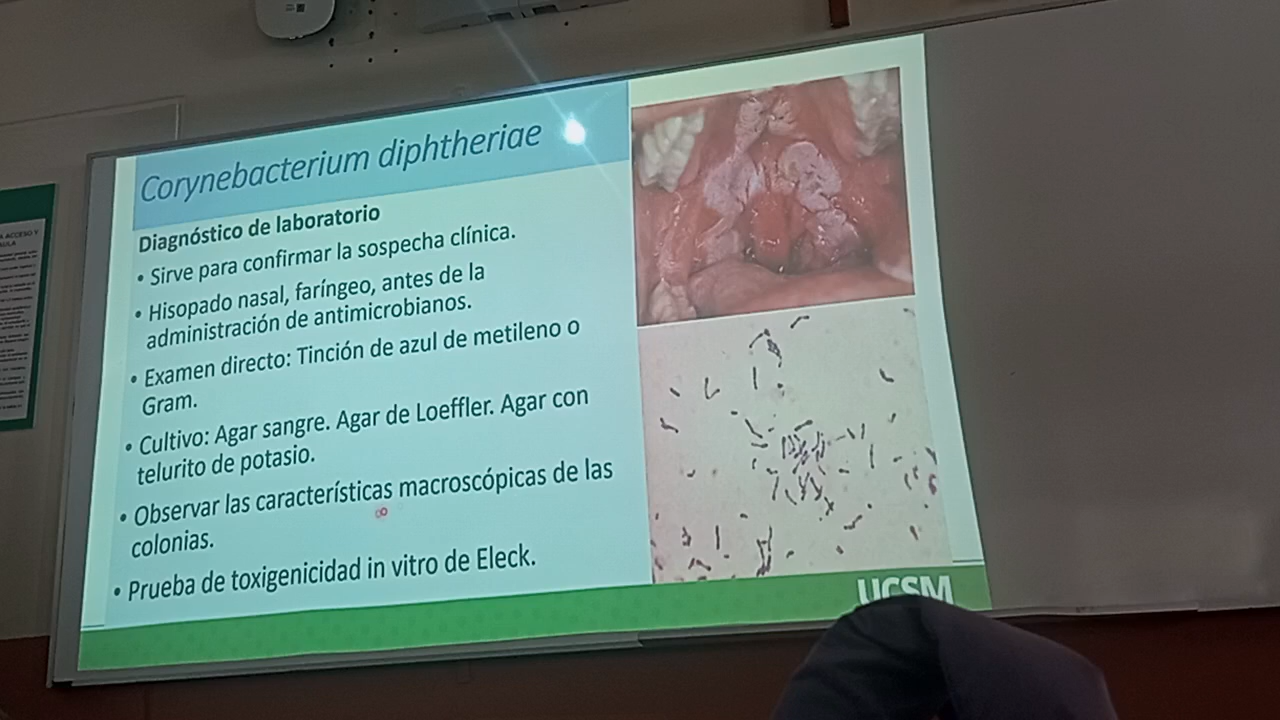 Corynebacterium diphtheriae
Diagnóstico de laboratorio
• Sirve para confirmar la sospecha clínica.
• Hisopado nasal, faríngeo, antes de la
administración de antimicrobianos.
• Examen directo: Tinción de azul de metileno o
Gram.
• Cultivo: Agar sangre. Agar de Loeffler. Agar con
telurito de potasio.
• Observar las características macroscópicas de las
colonias.
• Prueba de toxigenicidad in vitro de Eleck.
UCSM
ACCESO Y